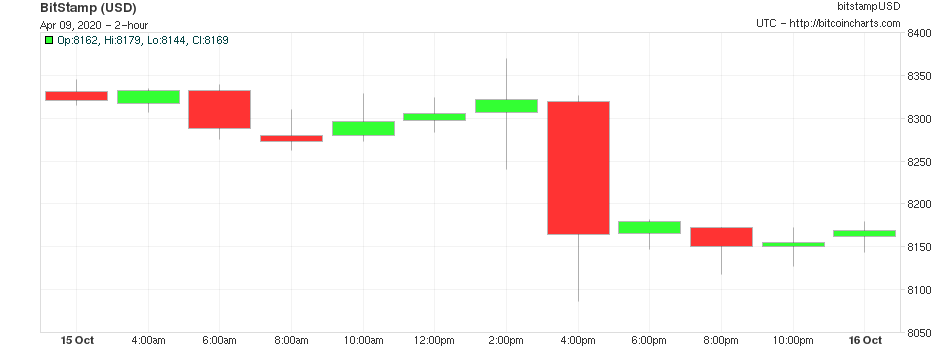 BitStamp (USD)
bitstampUSD
Apr 09, 2020 - 2-hour
UTC - http://bitcoincharts.com
Op:8162, Hi:8179, Lo:8144, Cl:8169
8400
8350
8300
8250
8200
8150
8100
8050
15 Oct 4:00am 6:00am 8:00am 10:00am 12:00pm 2:00pm 4:00pm 6:00pm 8:00pm 10:00pm 16 Oct